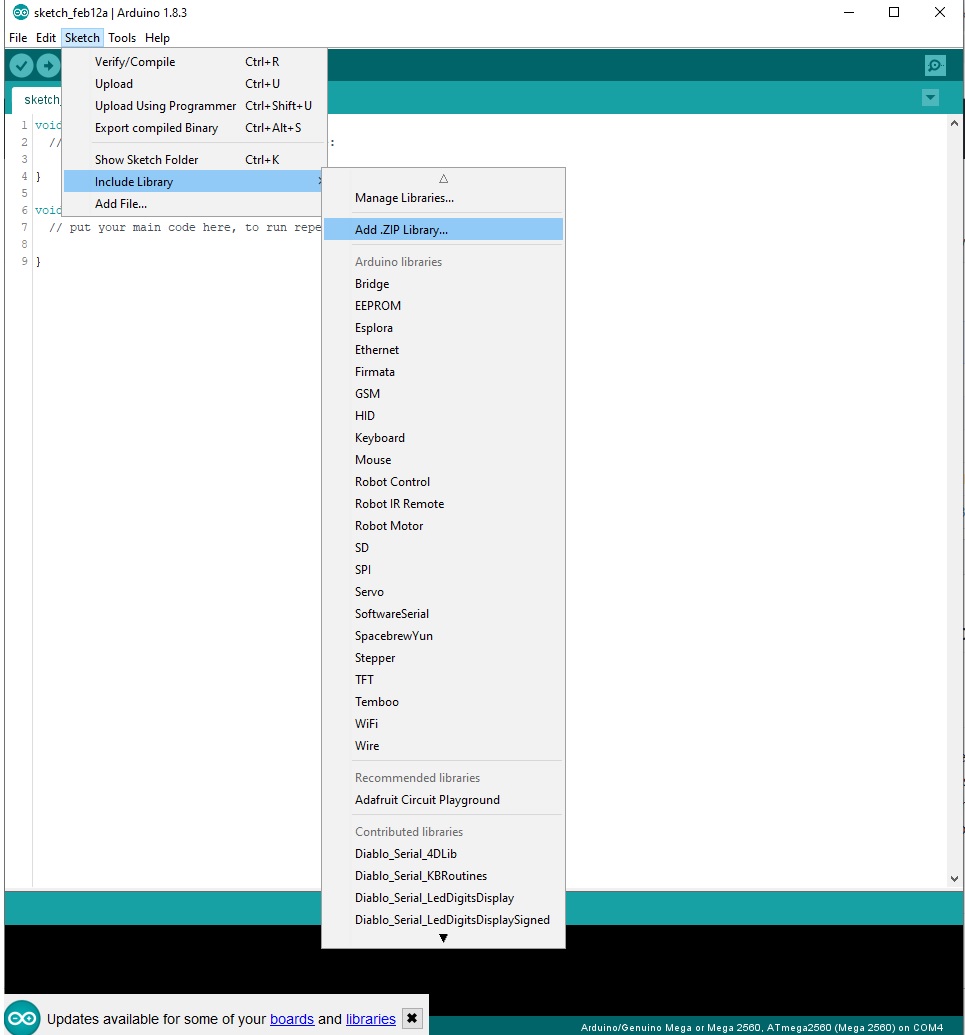 sketch_feb12a | Arduino 1.8.3
File Edit Sketch Tools Help
Verify/Compile Ctrl+R
Upload Ctrl+U
Upload Using Programmer Ctrl+Shift+U
Export compiled Binary Ctrl+Alt+S
Show Sketch Folder Ctrl+K
Include Library
Add File...
sketch_
1 void
2 // :
3
4 }
5
6 void
7 // put your main code here, to run repe
8
9 }
Manage Libraries...
Add .ZIP Library...
Arduino libraries
Bridge
EEPROM
Esplora
Ethernet
Firmata
GSM
HID
Keyboard
Mouse
Robot Control
Robot IR Remote
Robot Motor
SD
SPI
Servo
SoftwareSerial
SpacebrewYun
Stepper
TFT
Temboo
WiFi
Wire
Recommended libraries
Adafruit Circuit Playground
Contributed libraries
Diablo_Serial_4DLib
Diablo_Serial_KBRoutines
Diablo_Serial_LedDigitsDisplay
Diablo_Serial_LedDigitsDisplaySigned
Updates available for some of your boards and libraries
Arduino/Genuino Mega or Mega 2560, ATmega2560 (Mega 2560) on COM4